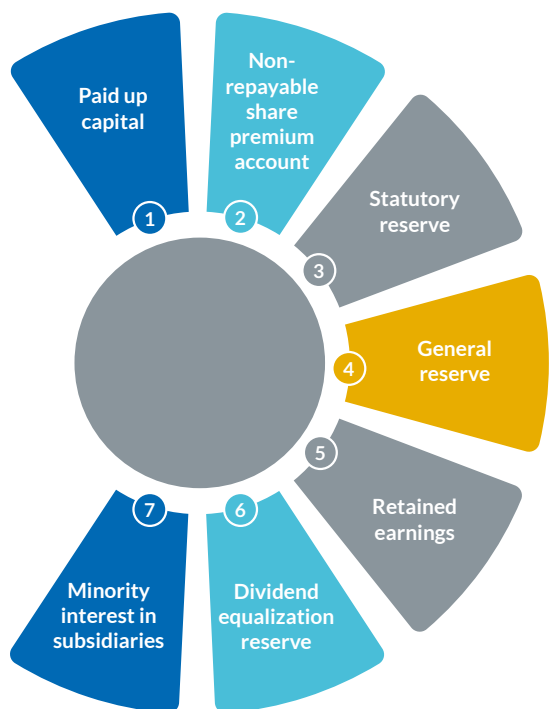 Paid up
capital
1
Non-
repayable
share
premium
account
2
Statutory
reserve
3
General
reserve
4
Retained
earnings
5
Dividend
equalization
reserve
6
Minority
interest in
subsidiaries
7